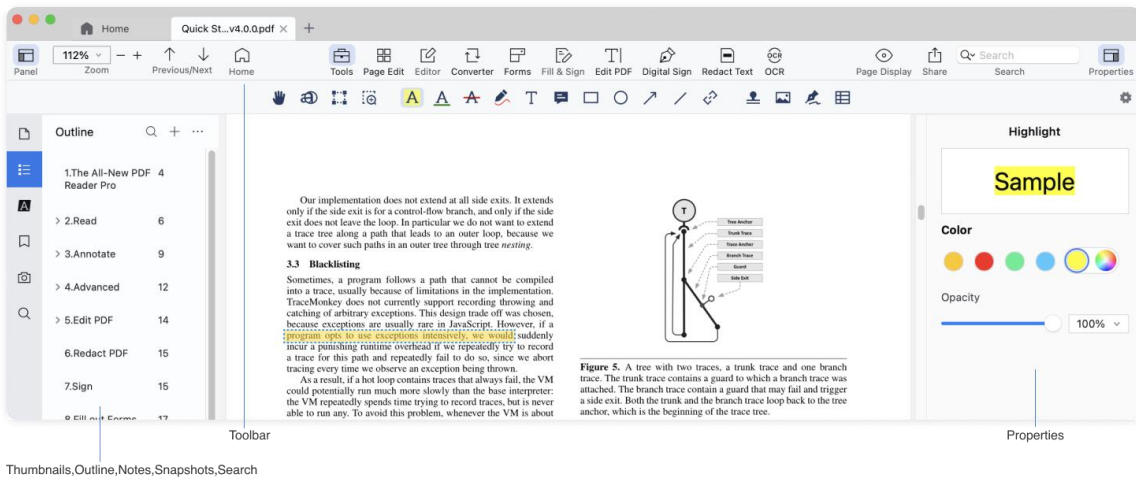 Home
Quick St...v4.0.0.pdf
112%
Panel
Zoom
Previous/Next
Home
Tools
Page Edit
Editor
Converter
Forms
Fill & Sign
Edit PDF
Digital Sign
Redact Text
OCR
OCR
Page Display
Share
Search
Search
Properties
A A A T
Outline
1.The All-New PDF Reader Pro 4
2.Read 6
3.Annotate 9
4.Advanced 12
5.Edit PDF 14
6.Redact PDF 15
7.Sign 15
8.Fill out Forms 17
Our implementation does not extend at all side exits. It extends
only if the side exit is for a control-flow branch, and only if the side
exit does not leave the loop. In particular we do not want to extend
a trace tree along a path that leads to an outer loop, because we
want to cover such paths in an outer tree through tree nesting.
3.3 Blacklisting
Sometimes, a program follows a path that cannot be compiled
into a trace, usually because of limitations in the implementation.
TraceMonkey does not currently support recording throwing and
catching of arbitrary exceptions. This design trade off was chosen,
because exceptions are usually rare in JavaScript. However, if a
program opts to use exceptions intensively, we would suddenly
incur a punishing runtime overhead if we repeatedly try to record
a trace for this path and repeatedly fail to do so, since we abort
tracing every time we observe an exception being thrown.
As a result, if a hot loop contains traces that always fail, the VM
could potentially run much more slowly than the base interpreter:
the VM repeatedly spends time trying to record traces, but is never
able to run any. To avoid this problem, whenever the VM is about
T
Tree Anchor
Trunk Trace
Trace Anchor
Branch Trace
Guard
Side Exit
Figure 5. A tree with two traces, a trunk trace and one branch
trace. The trunk trace contains a guard to which a branch trace was
attached. The branch trace contain a guard that may fail and trigger
a side exit. Both the trunk and the branch trace loop back to the tree
anchor, which is the beginning of the trace tree.
Highlight
Sample
Color
Opacity
100%
Toolbar
Properties
Thumbnails,Outline,Notes,Snapshots,Search